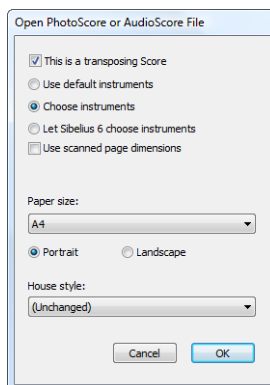 Open PhotoScore or AudioScore File
This is a transposing Score
Use default instruments
Choose instruments
Let Sibelius 6 choose instruments
Use scanned page dimensions
Paper size:
A4
Portrait Landscape
House style:
(Unchanged)
Cancel OK